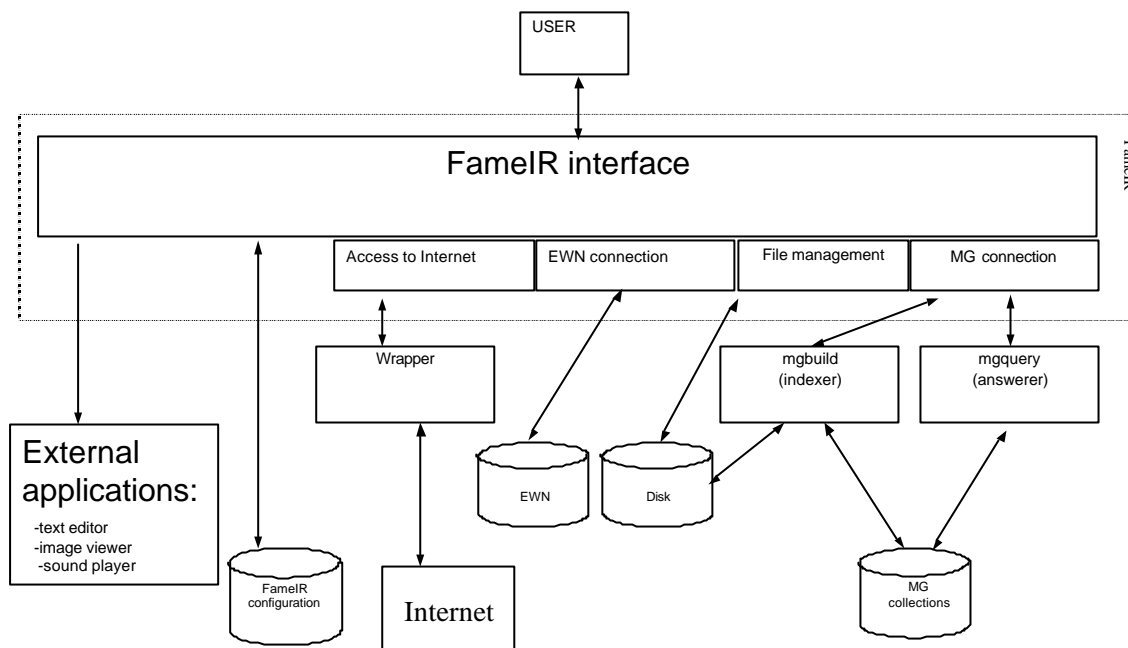 USER
FameIR interface
FameIR
Access to Internet
EWN connection
File management
MG connection
Wrapper
mgbuild
(indexer)
mgquery
(answerer)
External
applications:
-text editor
-image viewer
-sound player
EWN
Disk
FameIR
configuration
Internet
MG
collections